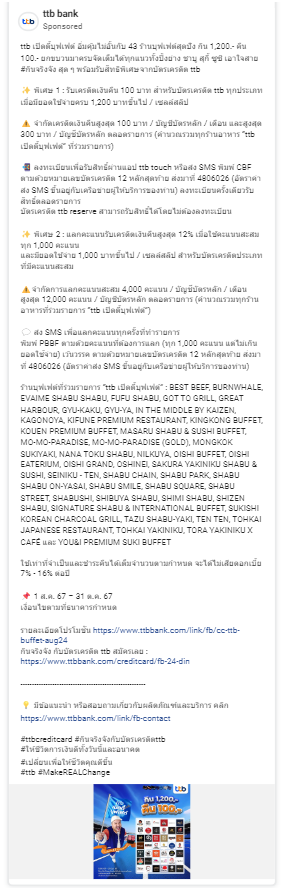 ttb bank
Sponsored
ttb เปิดตี้บุฟเฟ่ต์ อิ่มคุ้มไม่อั้นกับ 43 ร้านบุฟเฟ่ต์สุดปัง กิน 1,200.- คืน
100.- ยกขบวนมาครบจัดเต็มได้ทุกแนวทั้งปิ้งย่าง ชาบู สุกี้ ซูชิ เอาใจสาย
#กินจริงจัง สุด ๆ พร้อมรับสิทธิพิเศษจากบัตรเครดิต ttb
✨ พิเศษ 1 : รับเครดิตเงินคืน 100 บาท สำหรับบัตรเครดิต ttb ทุกประเภท
เมื่อมียอดใช้จ่ายครบ 1,200 บาทขึ้นไป / เซลล์สลิป
⚠️ จำกัดเครดิตเงินคืนสูงสุด 100 บาท / บัญชีบัตรหลัก / เดือน และสูงสุด
300 บาท / บัญชีบัตรหลัก ตลอดรายการ (คำนวณรวมทุกร้านอาหาร "ttb
เปิดตี้บุฟเฟ่ต์" ที่ร่วมรายการ)
📲 ลงทะเบียนเพื่อรับสิทธิ์ผ่านแอป ttb touch หรือส่ง SMS พิมพ์ CBF
ตามด้วยหมายเลขบัตรเครดิต 12 หลักสุดท้าย ส่งมาที่ 4806026 (อัตราค่า
ส่ง SMS ขึ้นอยู่กับเครือข่ายผู้ให้บริการของท่าน) ลงทะเบียนครั้งเดียวรับ
สิทธิ์ตลอดรายการ
บัตรเครดิต ttb reserve สามารถรับสิทธิ์ได้โดยไม่ต้องลงทะเบียน
✨ พิเศษ 2 : แลกคะแนนรับเครดิตเงินคืนสูงสุด 12% เมื่อใช้คะแนนสะสม
ทุก 1,000 คะแนน
และมียอดใช้จ่าย 1,000 บาทขึ้นไป / เซลล์สลิป สำหรับบัตรเครดิตประเภท
ที่มีคะแนนสะสม
⚠️จำกัดการแลกคะแนนสะสม 4,000 คะแนน / บัญชีบัตรหลัก / เดือน
สูงสุด 12,000 คะแนน / บัญชีบัตรหลัก ตลอดรายการ (คำนวณรวมทุกร้าน
อาหารที่ร่วมรายการ "ttb เปิดตี้บุฟเฟ่ต์")
💬 ส่ง SMS เพื่อแลกคะแนนทุกครั้งที่ทำรายการ
พิมพ์ PBBF ตามด้วยคะแนนที่ต้องการแลก (ทุก 1,000 คะแนน แต่ไม่เกิน
ยอดใช้จ่าย) เว้นวรรค ตามด้วยหมายเลขบัตรเครดิต 12 หลักสุดท้าย ส่งมา
ที่ 4806026 (อัตราค่าส่ง SMS ขึ้นอยู่กับเครือข่ายผู้ให้บริการของท่าน)
ร้านบุฟเฟ่ต์ที่ร่วมรายการ "ttb เปิดตี้บุฟเฟ่ต์" : BEST BEEF, BURNWHALE,
EVAIME SHABU SHABU, FUFU SHABU, GOT TO GRILL, GREAT
HARBOUR, GYU-KAKU, GYU-YA, IN THE MIDDLE BY KAIZEN,
KAGONOYA, KIFUNE PREMIUM RESTAURANT, KINGKONG BUFFET,
KOUEN PREMIUM BUFFET, MASARU SHABU & SUSHI BUFFET,
MO-MO-PARADISE, MO-MO-PARADISE (GOLD), MONGKOK
SUKIYAKI, NANA TOKU SHABU, NILKUYA, OISHI BUFFET, OISHI
EATERIUM, OISHI GRAND, OSHINEI, SAKURA YAKINIKU SHABU &
SUSHI, SEINIKU - TEN, SHABU CHAIN, SHABU PARK, SHABU
SHABU ON-YASAI, SHABU SMILE, SHABU SQUARE, SHABU
STREET, SHABUSHI, SHIBUYA SHABU, SHIMI SHABU, SHIZEN
SHABU, SIGNATURE SHABU & INTERNATIONAL BUFFET, SUKISHI
KOREAN CHARCOAL GRILL, TAZU SHABU-YAKI, TEN TEN, TOHKAI
JAPANESE RESTAURANT, TOHKAI YAKINIKU, TORA YAKINIKU X
CAFÉ และ YOU&I PREMIUM SUKI BUFFET
ใช้เท่าที่จำเป็นและชำระคืนได้เต็มจำนวนตามกำหนด จะได้ไม่เสียดอกเบี้ย
7% - 16% ต่อปี
📌 1 ส.ค. 67 – 31 ต.ค. 67
เงื่อนไขตามที่ธนาคารกำหนด
รายละเอียดโปรโมชัน https://www.ttbbank.com/link/fb/cc-ttb-
buffet-aug24
กินจริงจัง กับบัตรเครดิต ttb สมัครเลย :
https://www.ttbbank.com/creditcard/fb-24-din
💡 มีข้อแนะนำ หรือสอบถามเกี่ยวกับผลิตภัณฑ์และบริการ คลิก
https://www.ttbbank.com/link/fb-contact
#ttbcreditcard #กินจริงจังกับบัตรเครดิตttb
#ให้ชีวิตการเงินดีทั้งวันนี้และอนาคต
#เปลี่ยนเพื่อให้ชีวิตคุณดีขึ้น
#ttb #MakeREALChange
ttb
กิน 1,200.-
คืน 100.-